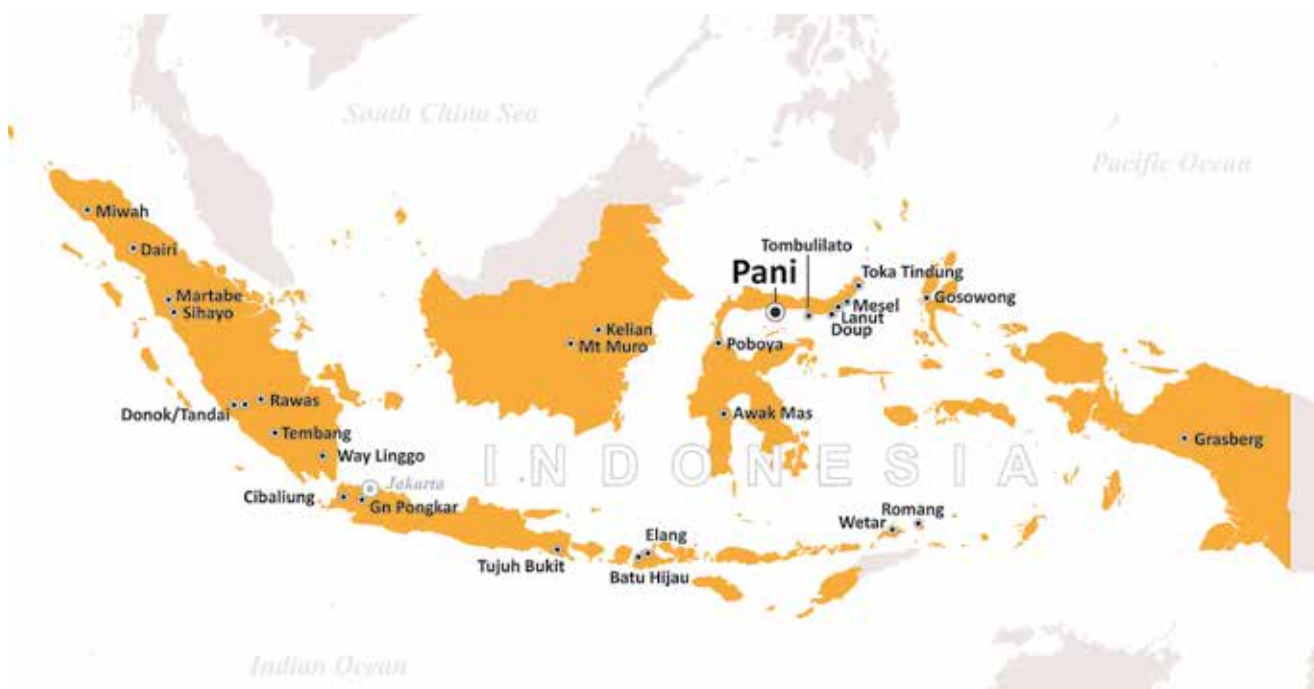 South China Sea
Pacific Ocean
Miwah
Dairi
Martabe
Sihayo
Tombulilato
Pani
Toka Tindung
Mesel
Gosowong
Lanut
Doup
Kelian
Mt Muro
Poboya
Donok/Tandai
Rawas
Awak Mas
Tembang
Grasberg
Way Linggo
INDONESIA
Jakarta
Cibaliung
Gn Pongkar
Romang
Wetar
Elang
Tujuh Bukit
Batu Hijau
Indian Ocean